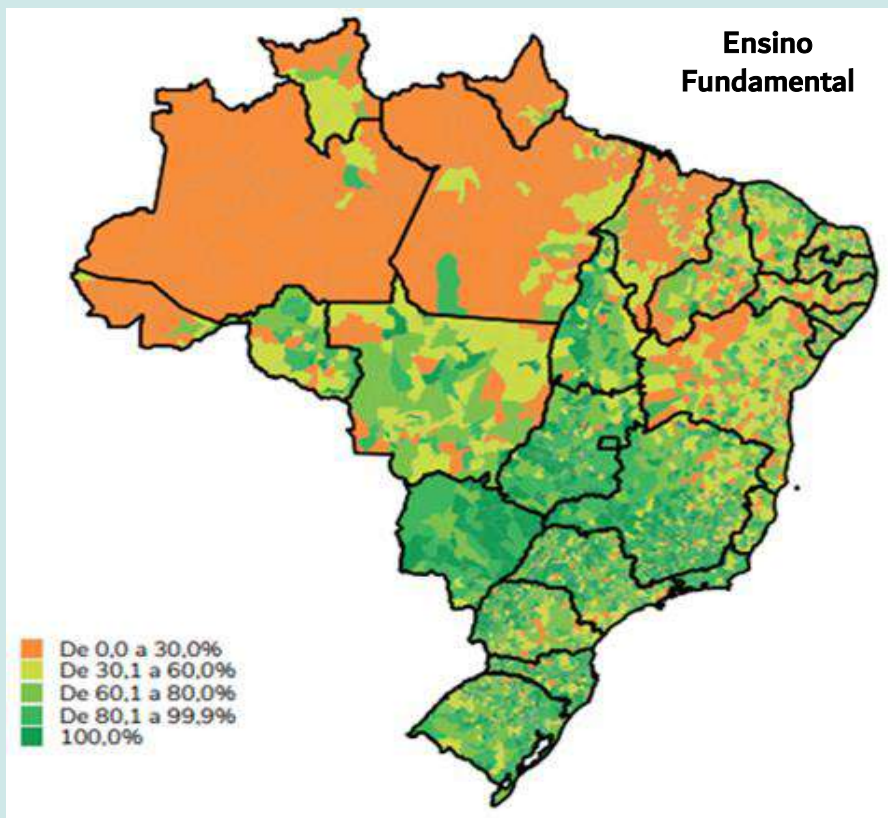 Ensino
Fundamental
De 0,0 a 30,0%
De 30,1 a 60,0%
De 60,1 a 80,0%
De 80,1 a 99,9%
100,0%